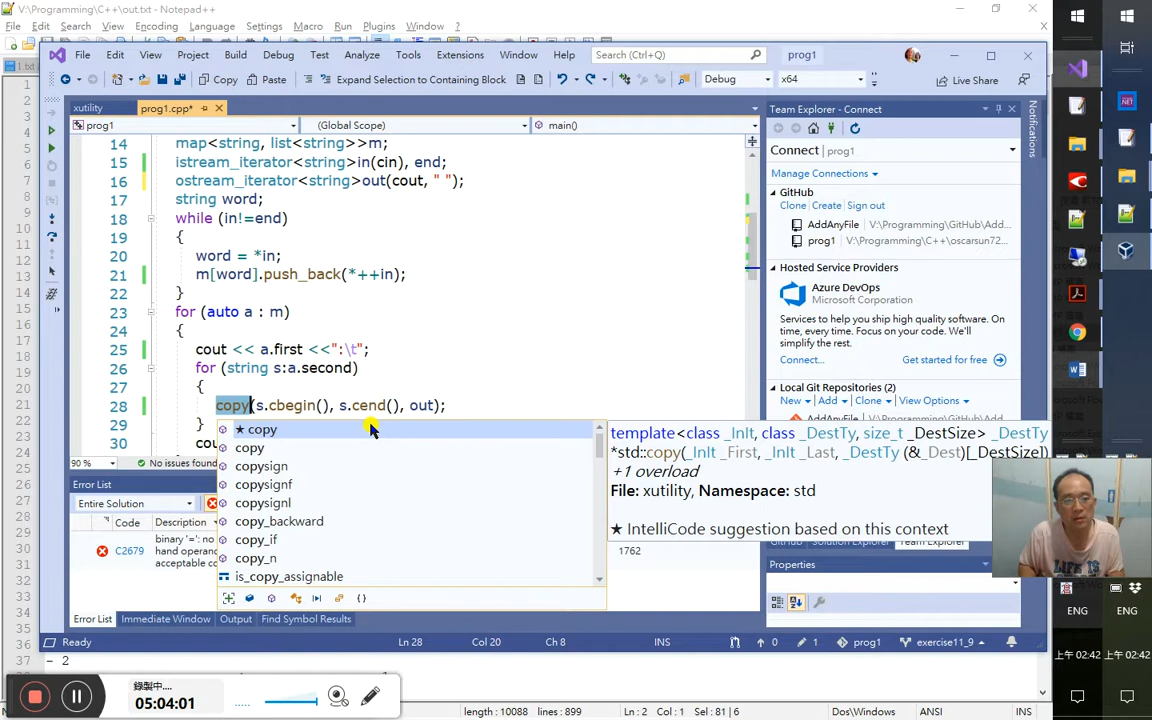 V:\Programming\C++\out.txt - Notepad++
File Edit Search View Encoding Language Settings Macro Run Plugins Window ?
File Edit View Project Build Debug Test Analyze Tools Extensions Window Help Search (Ctrl+Q) prog1
Copy Paste Expand Selection to Containing Block Debug x64 Live Share
xutility prog1.cpp*
prog1 (Global Scope) main()
14 map<string, list<string>>m;
15 istream_iterator<string>in(cin), end;
16 ostream_iterator<string>out(cout, " ");
17 string word;
18 while (in!=end)
19 {
20 word = *in;
21 m[word].push_back(*++in);
22 }
23 for (auto a : m)
24 {
25 cout << a.first <<":\t";
26 for (string s:a.second)
27 {
28 copy(s.cbegin(), s.cend(), out);
29 }
30
90 % No issues found
★ copy
copy
copysign
copysignf
copysignl
copy_backward
copy_if
copy_n
is_copy_assignable
template<class _InIt, class _DestTy, size_t _DestSize> _DestTy
*std::copy(_InIt _First, _InIt _Last, _DestTy (&_Dest)[_DestSize])
+1 overload
File: xutility, Namespace: std
★ IntelliCode suggestion based on this context
Error List
Entire Solution
Code Description
C2679 binary '=': no
hand operand
acceptable co
1762
Error List Immediate Window Output Find Symbol Results
Ready Ln 28 Col 20 Ch 8 INS 0 1 prog1 exercise11_9
Team Explorer - Connect
Connect | prog1
Manage Connections
GitHub
Clone Create Sign out
AddAnyFile V:\Programming\GitHub\Add...
prog1 V:\Programming\C++\oscarsun72...
Hosted Service Providers
Azure DevOps
Microsoft Corporation
Services to help you ship high quality software. On
time, every time. Focus on your code. We'll
simplify the rest.
Connect... Get started for free
Local Git Repositories (2)
New Add Clone View Options
AddAnyFile
Solution Explorer Team Explorer
Properties
Notifications
- 2
錄製中...
05:04:01
length : 10088 lines : 899 Ln : 2 Col : 1 Sel : 81 | 6 Dos\Windows ANSI INS
ENG ENG
上午 02:42 上午 02:42
LIFE IS